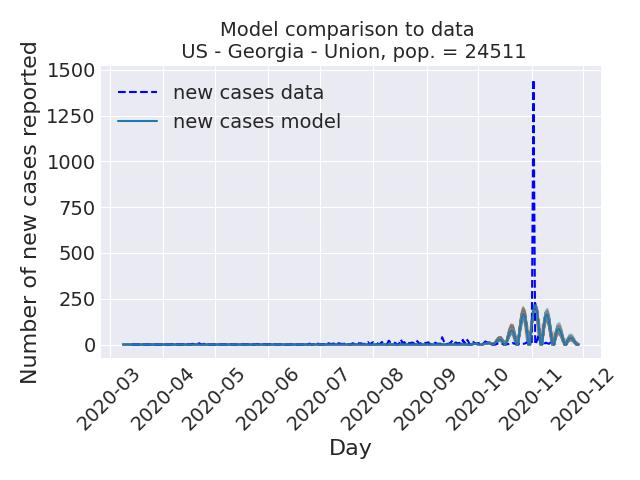 Model comparison to data
US - Georgia - Union, pop. = 24511
Number of new cases reported
1500
1250
1000
750
500
250
0
new cases data
new cases model
2020-03
2020-04
2020-05
2020-06
2020-07
2020-08
2020-09
2020-10
2020-11
2020-12
Day